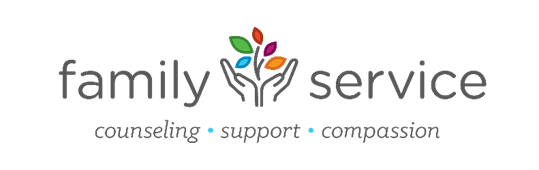 family service
counseling • support • compassion